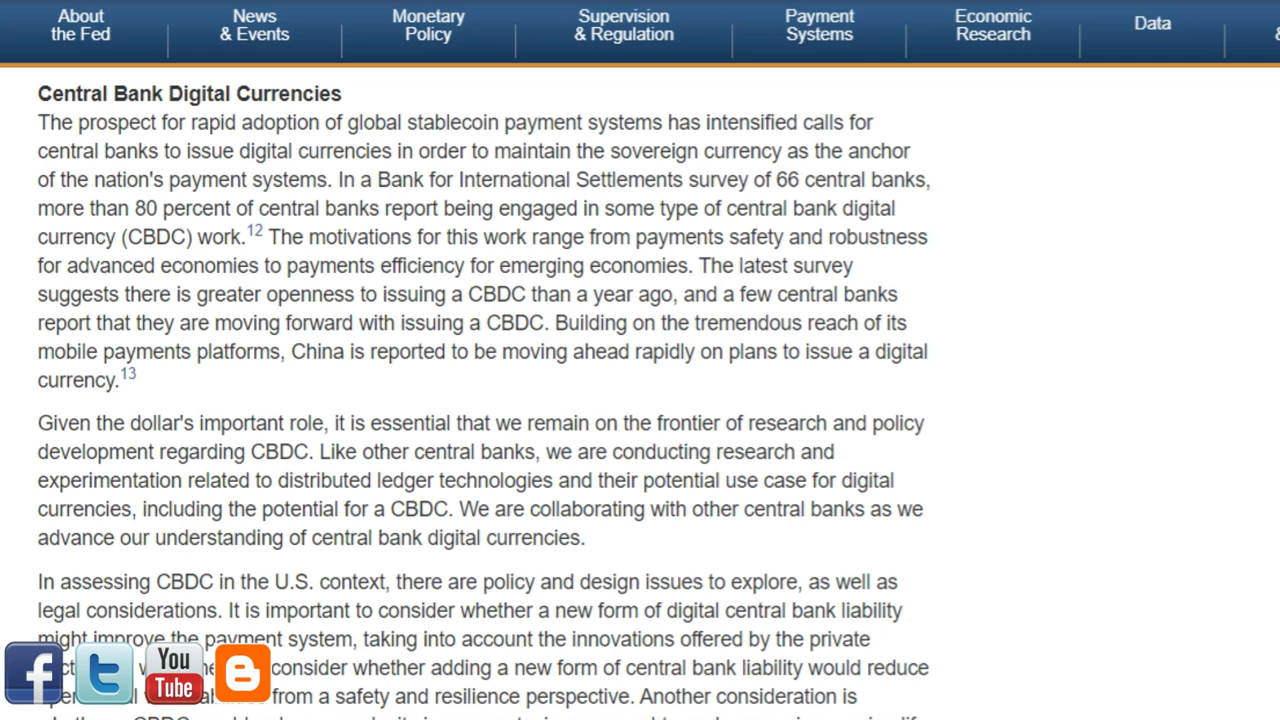 About
the Fed
News
& Events
Monetary
Policy
Supervision
& Regulation
Payment
Systems
Economic
Research
Data
&
Central Bank Digital Currencies
The prospect for rapid adoption of global stablecoin payment systems has intensified calls for
central banks to issue digital currencies in order to maintain the sovereign currency as the anchor
of the nation's payment systems. In a Bank for International Settlements survey of 66 central banks,
more than 80 percent of central banks report being engaged in some type of central bank digital
currency (CBDC) work.12 The motivations for this work range from payments safety and robustness
for advanced economies to payments efficiency for emerging economies. The latest survey
suggests there is greater openness to issuing a CBDC than a year ago, and a few central banks
report that they are moving forward with issuing a CBDC. Building on the tremendous reach of its
mobile payments platforms, China is reported to be moving ahead rapidly on plans to issue a digital
currency.13
Given the dollar's important role, it is essential that we remain on the frontier of research and policy
development regarding CBDC. Like other central banks, we are conducting research and
experimentation related to distributed ledger technologies and their potential use case for digital
currencies, including the potential for a CBDC. We are collaborating with other central banks as we
advance our understanding of central bank digital currencies.
In assessing CBDC in the U.S. context, there are policy and design issues to explore, as well as
legal considerations. It is important to consider whether a new form of digital central bank liability
might improve the payment system, taking into account the innovations offered by the private
consider whether adding a new form of central bank liability would reduce
from a safety and resilience perspective. Another consideration is
You
Tube